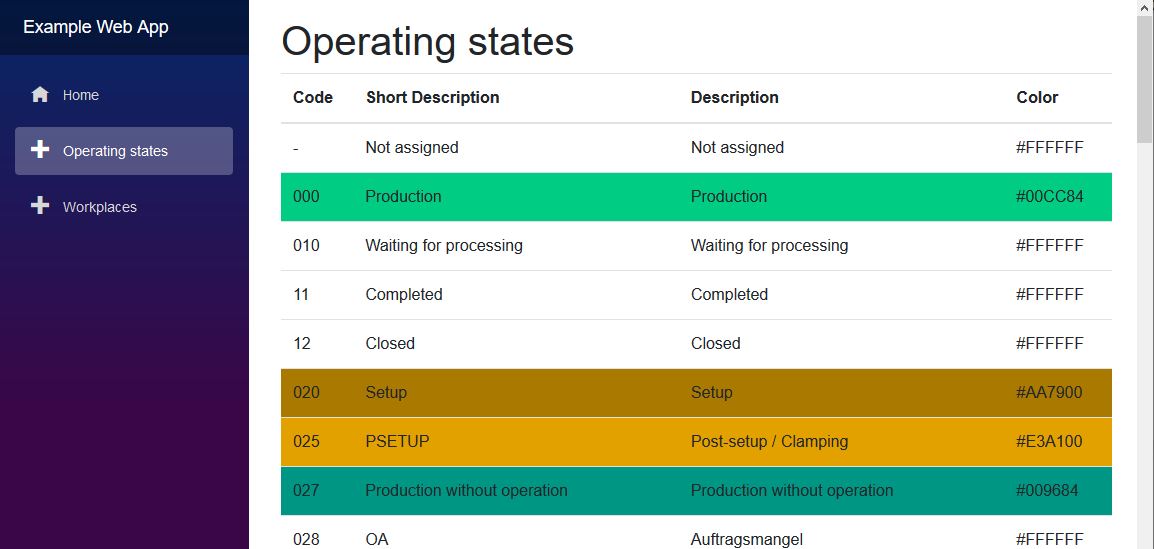 Example Web App
Home
Operating states
Workplaces
Operating states
Code Short Description Description Color
- Not assigned Not assigned #FFFFFF
000 Production Production #00CC84
010 Waiting for processing Waiting for processing #FFFFFF
11 Completed Completed #FFFFFF
12 Closed Closed #FFFFFF
020 Setup Setup #AA7900
025 PSETUP Post-setup / Clamping #E3A100
027 Production without operation Production without operation #009684
028 OA Auftragsmangel #FFFFFF